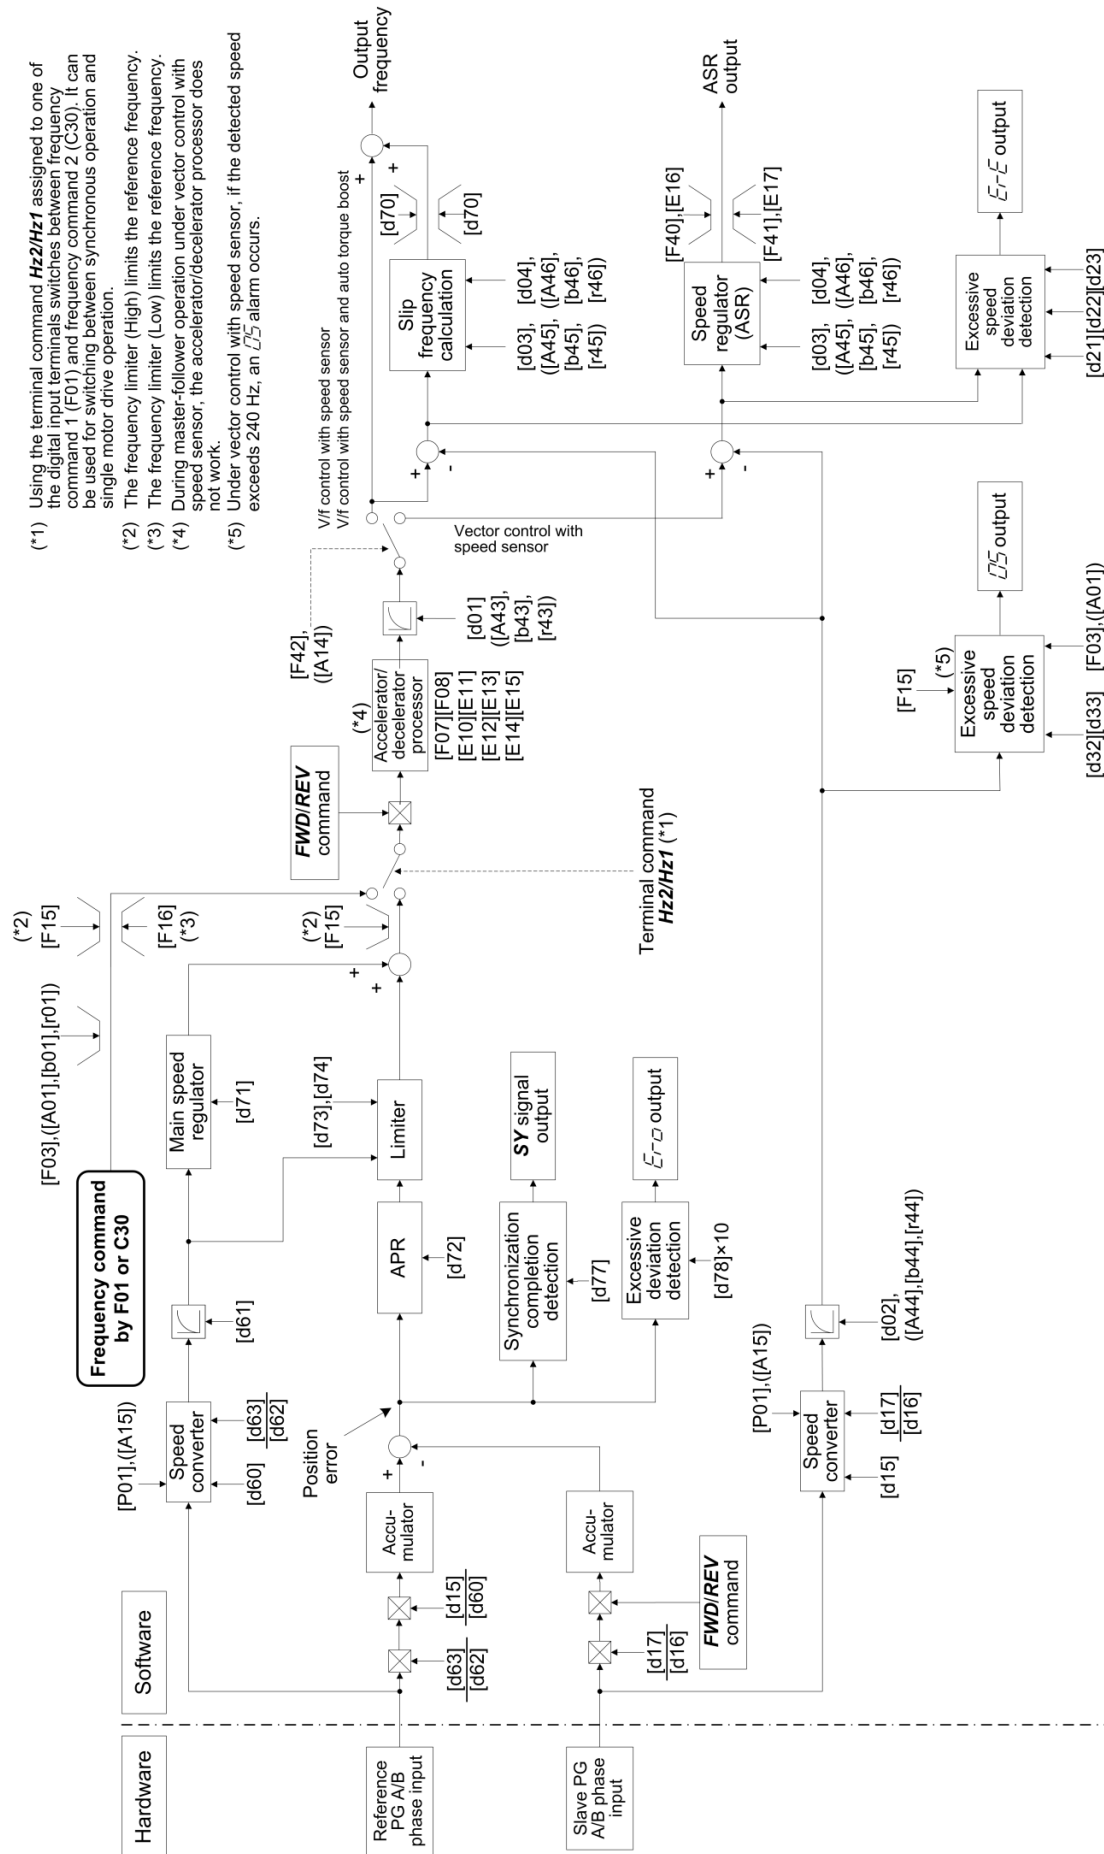 Hardware
Software
Reference
PG A/B
phase input
Slave PG
A/B phase
input
[P01],([A15])
Speed
converter
[d60]
[d63]
[d62]
[d61]
Frequency command
by F01 or C30
[F03],([A01],[b01],[r01])
Main speed
regulator
[d71]
(*2)
[F15]
[F16]
(*3)
[d63]
[d62]
[d15]
[d60]
Accu-
mulator
+
-
Position
error
APR
[d72]
Limiter
[d73],[d74]
+
+
(*2)
[F15]
Terminal command
Hz2/Hz1 (*1)
FWD/REV
command
(*4)
Accelerator/
decelerator
processor
[F07][F08]
[E10][E11]
[E12][E13]
[E14][E15]
[d01]
([A43],
[b43],
[r43])
[F42],
([A14])
V/f control with speed sensor
V/f control with speed sensor and auto torque boost
Vector control with
speed sensor
[d17]
[d16]
FWD/REV
command
Accu-
mulator
Synchronization
completion
detection
[d77]
SY signal
output
Excessive
deviation
detection
[d78]×10
Ero output
[P01],([A15])
Speed
converter
[d15]
[d17]
[d16]
[d02],
([A44],[b44],[r44])
+
-
Slip
frequency
calculation
[d03],
([A45],
[b45],
[r45])
[d04],
([A46],
[b46],
[r46])
[d70]
[d70]
+
+
Output
frequency
+
-
Speed
regulator
(ASR)
[d03],
([A45],
[b45],
[r45])
[d04],
([A46],
[b46],
[r46])
[F40],[E16]
[F41],[E17]
ASR
output
Excessive
speed
deviation
detection
[d21][d22][d23]
ErE output
[F15]
(*5)
Excessive
speed
deviation
detection
[d32][d33]
[F03],([A01])
OS output
(*1) Using the terminal command Hz2/Hz1 assigned to one of
the digital input terminals switches between frequency
command 1 (F01) and frequency command 2 (C30). It can
be used for switching between synchronous operation and
single motor drive operation.
(*2) The frequency limiter (High) limits the reference frequency.
(*3) The frequency limiter (Low) limits the reference frequency.
(*4) During master-follower operation under vector control with
speed sensor, the accelerator/decelerator processor does
not work.
(*5) Under vector control with speed sensor, if the detected speed
exceeds 240 Hz, an OS alarm occurs.